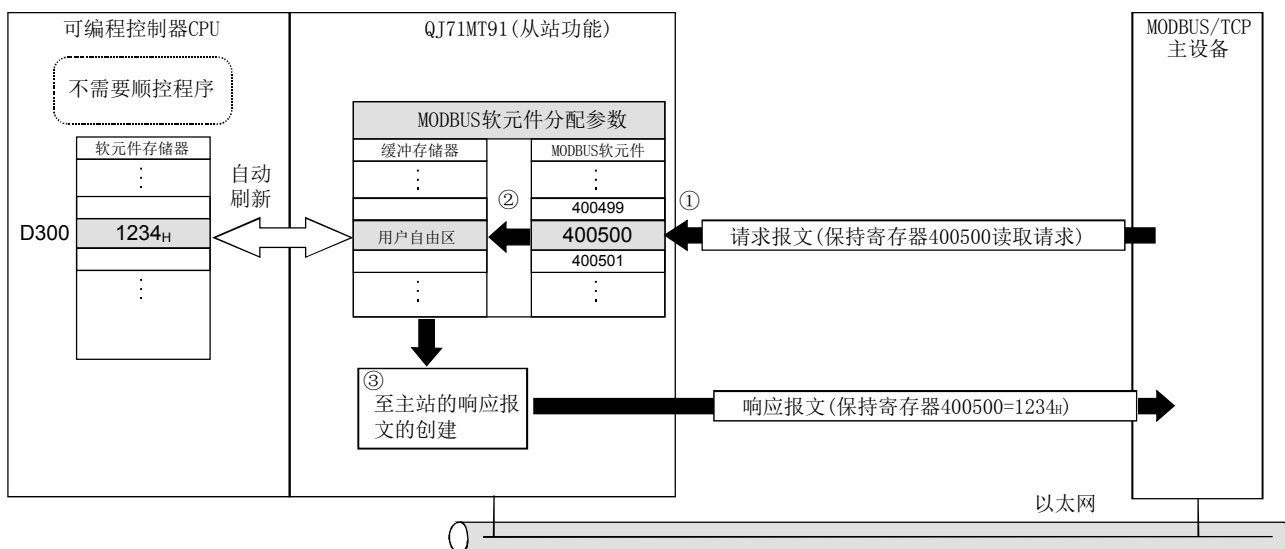 可编程控制器CPU
不需要顺控程序
软元件存储器
D300
1234H
自动
刷新
QJ71MT91(从站功能)
MODBUS软元件分配参数
缓冲存储器
MODBUS软元件
用户自由区
400499
400500
400501
②
①
请求报文(保持寄存器400500读取请求)
③
至主站的响应报
文的创建
响应报文(保持寄存器400500=1234H)
MODBUS/TCP
主设备
以太网